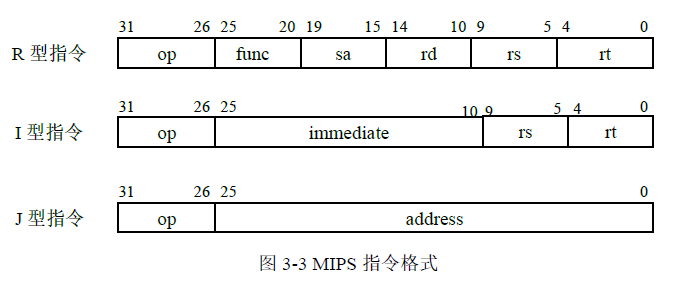 31 26 25 20 19 15 14 10 9 5 4 0
R 型指令 op func sa rd rs rt
31 26 25 10 9 5 4 0
I 型指令 op immediate rs rt
31 26 25 0
J 型指令 op address
图 3-3 MIPS 指令格式